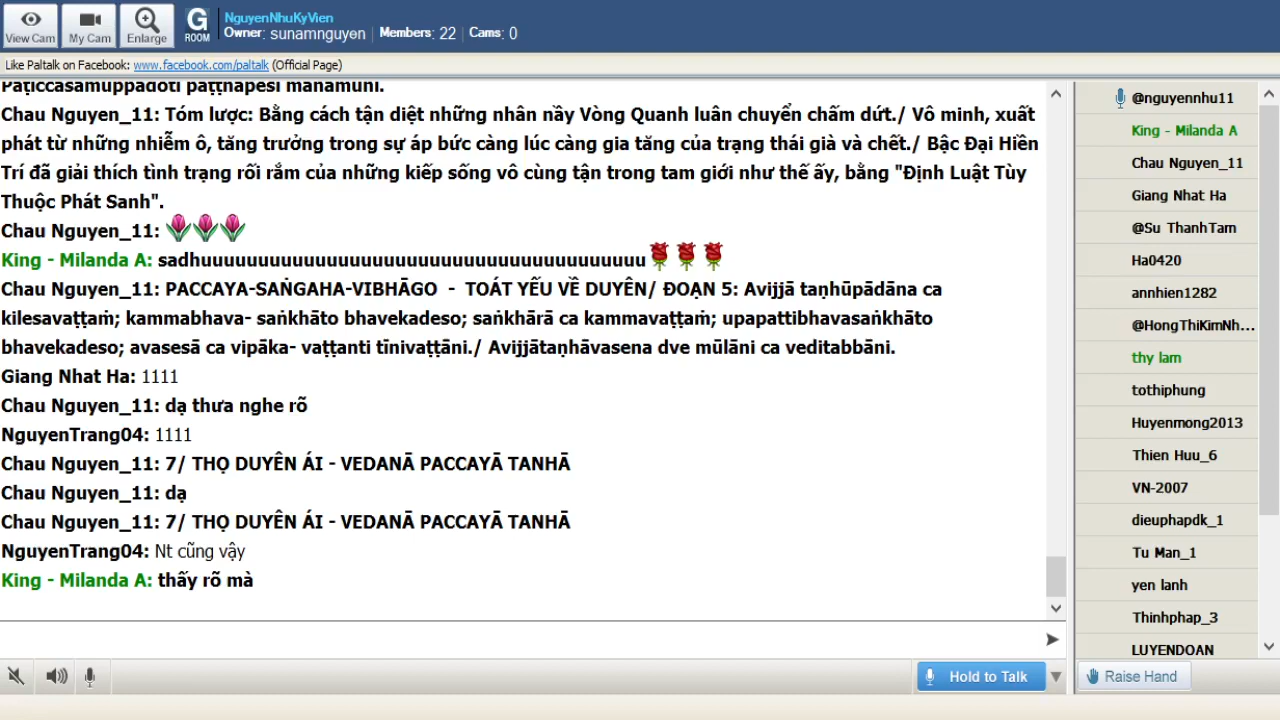 View Cam
My Cam
Enlarge
G
ROOM
NguyenNhuKyVien
Owner: sunamnguyen | Members: 22 | Cams: 0
Like Paltalk on Facebook: www.facebook.com/paltalk (Official Page)
Paṭiccasamuppādoti paṭṭhapesi mahāmuni.
Chau Nguyen_11: Tóm lược: Bằng cách tận diệt những nhân nầy Vòng Quanh luân chuyển chấm dứt./ Vô minh, xuất
phát từ những nhiễm ô, tăng trưởng trong sự áp bức càng lúc càng gia tăng của trạng thái già và chết./ Bậc Đại Hiền
Trí đã giải thích tình trạng rối rắm của những kiếp sống vô cùng tận trong tam giới như thế ấy, bằng "Định Luật Tùy
Thuộc Phát Sanh".
Chau Nguyen_11:
King - Milanda A: sadhuuuuuuuuuuuuuuuuuuuuuuuuuuuuuuuuuuuuuuu
Chau Nguyen_11: PACCAYA-SAṄGAHA-VIBHĀGO - TOÁT YẾU VỀ DUYÊN/ ĐOẠN 5: Avijjā taṇhūpādāna ca
kilesavaṭṭaṁ; kammabhava- saṅkhāto bhavekadeso; saṅkhārā ca kammavaṭṭaṁ; upapattibhavasaṅkhāto
bhavekadeso; avasesā ca vipāka- vaṭṭanti tīnivaṭṭāni./ Avijjātaṇhāvasena dve mūlāni ca veditabbāni.
Giang Nhat Ha: 1111
Chau Nguyen_11: dạ thưa nghe rõ
NguyenTrang04: 1111
Chau Nguyen_11: 7/ THỌ DUYÊN ÁI - VEDANĀ PACCAYĀ TANHĀ
Chau Nguyen_11: dạ
Chau Nguyen_11: 7/ THỌ DUYÊN ÁI - VEDANĀ PACCAYĀ TANHĀ
NguyenTrang04: Nt cũng vậy
King - Milanda A: thấy rõ mà
Hold to Talk
@nguyennhu11
King - Milanda A
Chau Nguyen_11
Giang Nhat Ha
@Su ThanhTam
Ha0420
annhien1282
@HongThiKimNh...
thy lam
tothiphung
Huyenmong2013
Thien Huu_6
VN-2007
dieuphapdk_1
Tu Man_1
yen lanh
Thinhphap_3
LUYENDOAN
Raise Hand